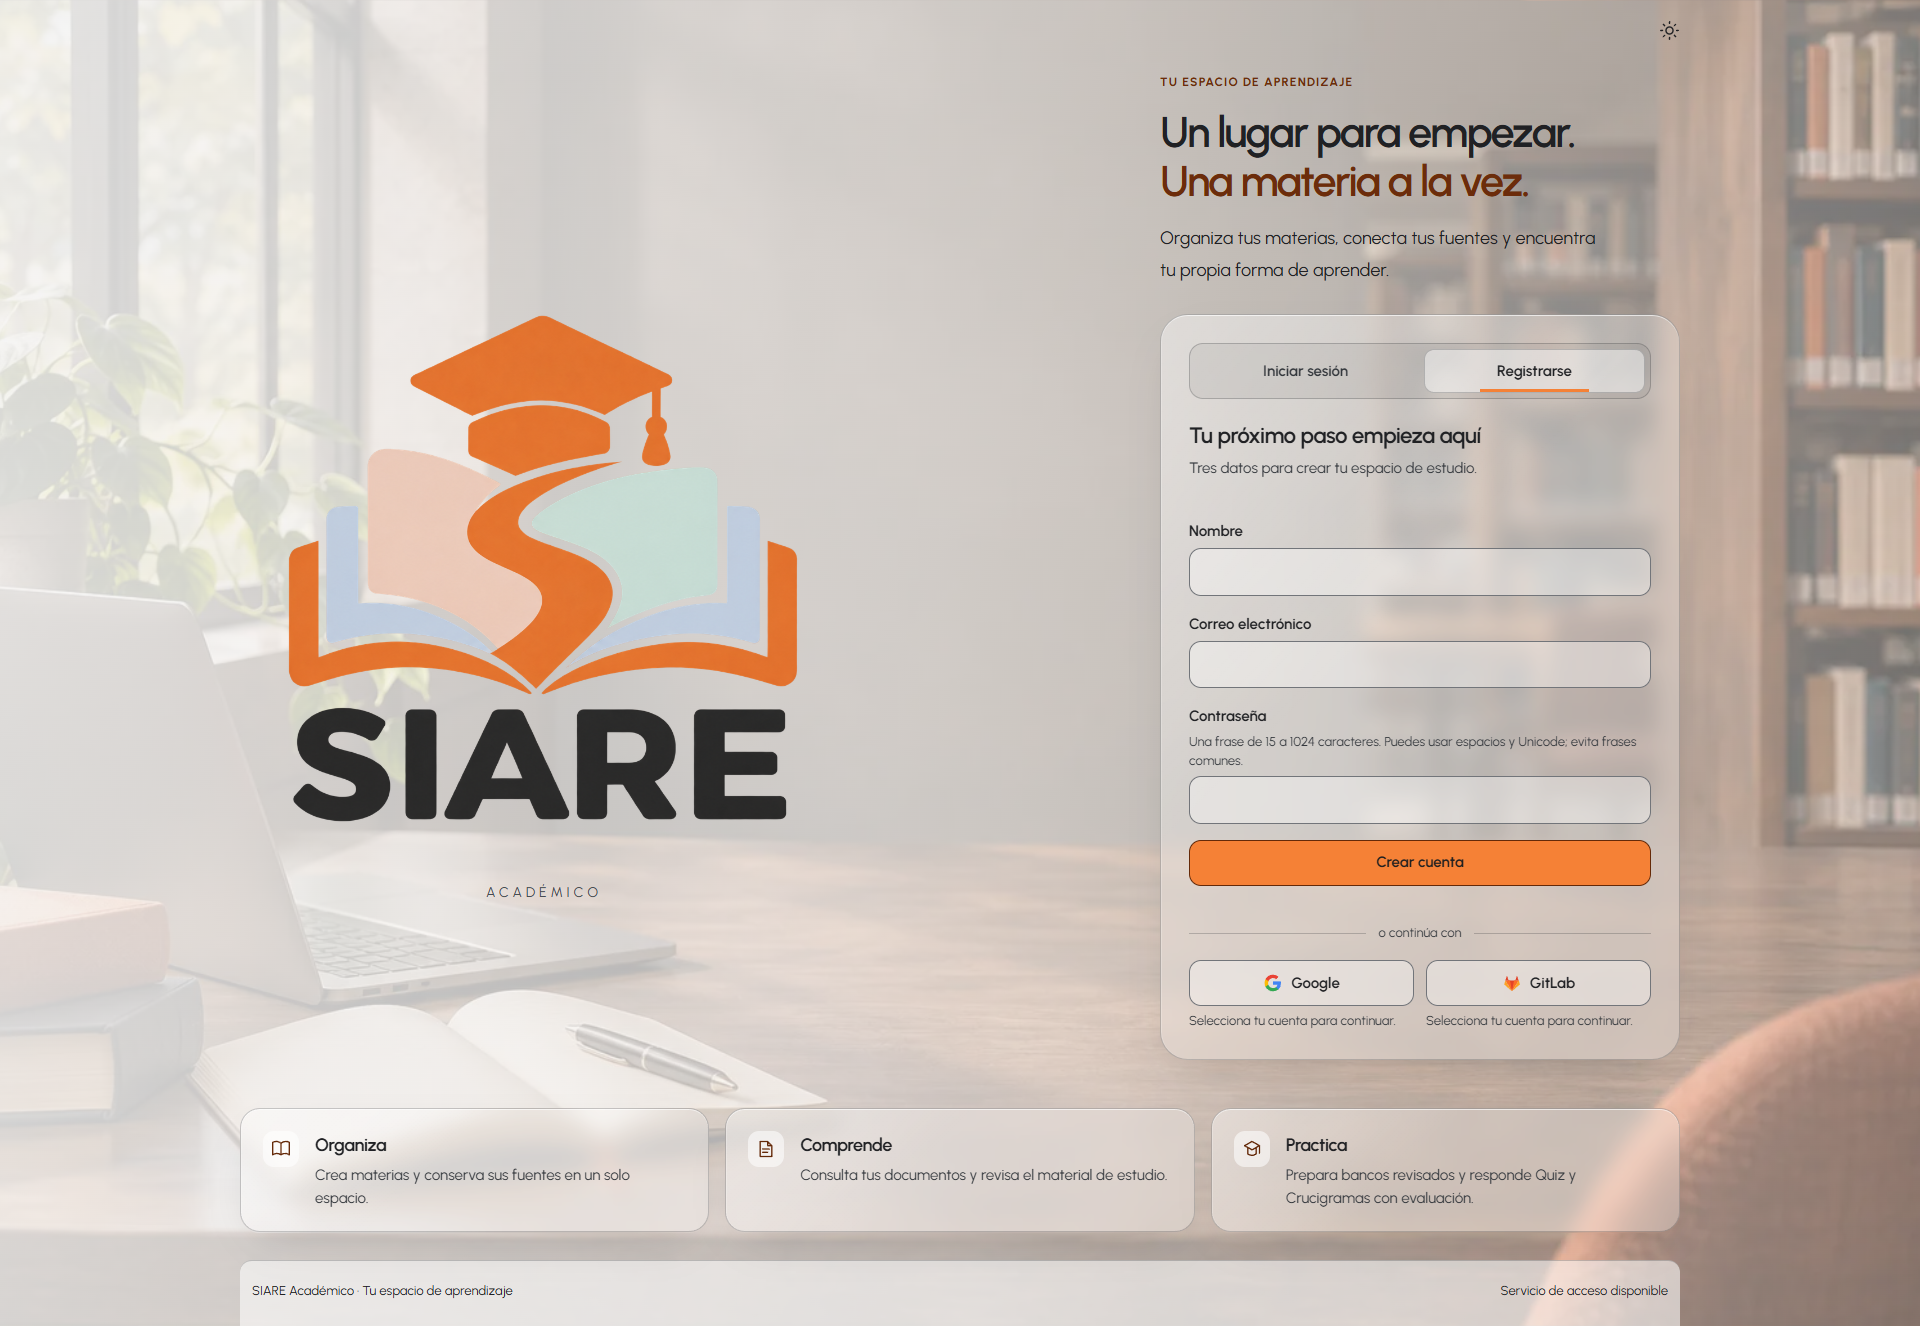 TU ESPACIO DE APRENDIZAJE
Un lugar para empezar.
Una materia a la vez.
Organiza tus materias, conecta tus fuentes y encuentra
tu propia forma de aprender.
SIARE
ACADÉMICO
Iniciar sesión
Registrarse
Tu próximo paso empieza aquí
Tres datos para crear tu espacio de estudio.
Nombre
Correo electrónico
Contraseña
Una frase de 15 a 1024 caracteres. Puedes usar espacios y Unicode; evita frases
comunes.
Crear cuenta
o continúa con
Google
GitLab
Selecciona tu cuenta para continuar.
Selecciona tu cuenta para continuar.
Organiza
Crea materias y conserva sus fuentes en un solo
espacio.
Comprende
Consulta tus documentos y revisa el material de estudio.
Practica
Prepara bancos revisados y responde Quiz y
Crucigramas con evaluación.
SIARE Académico · Tu espacio de aprendizaje
Servicio de acceso disponible